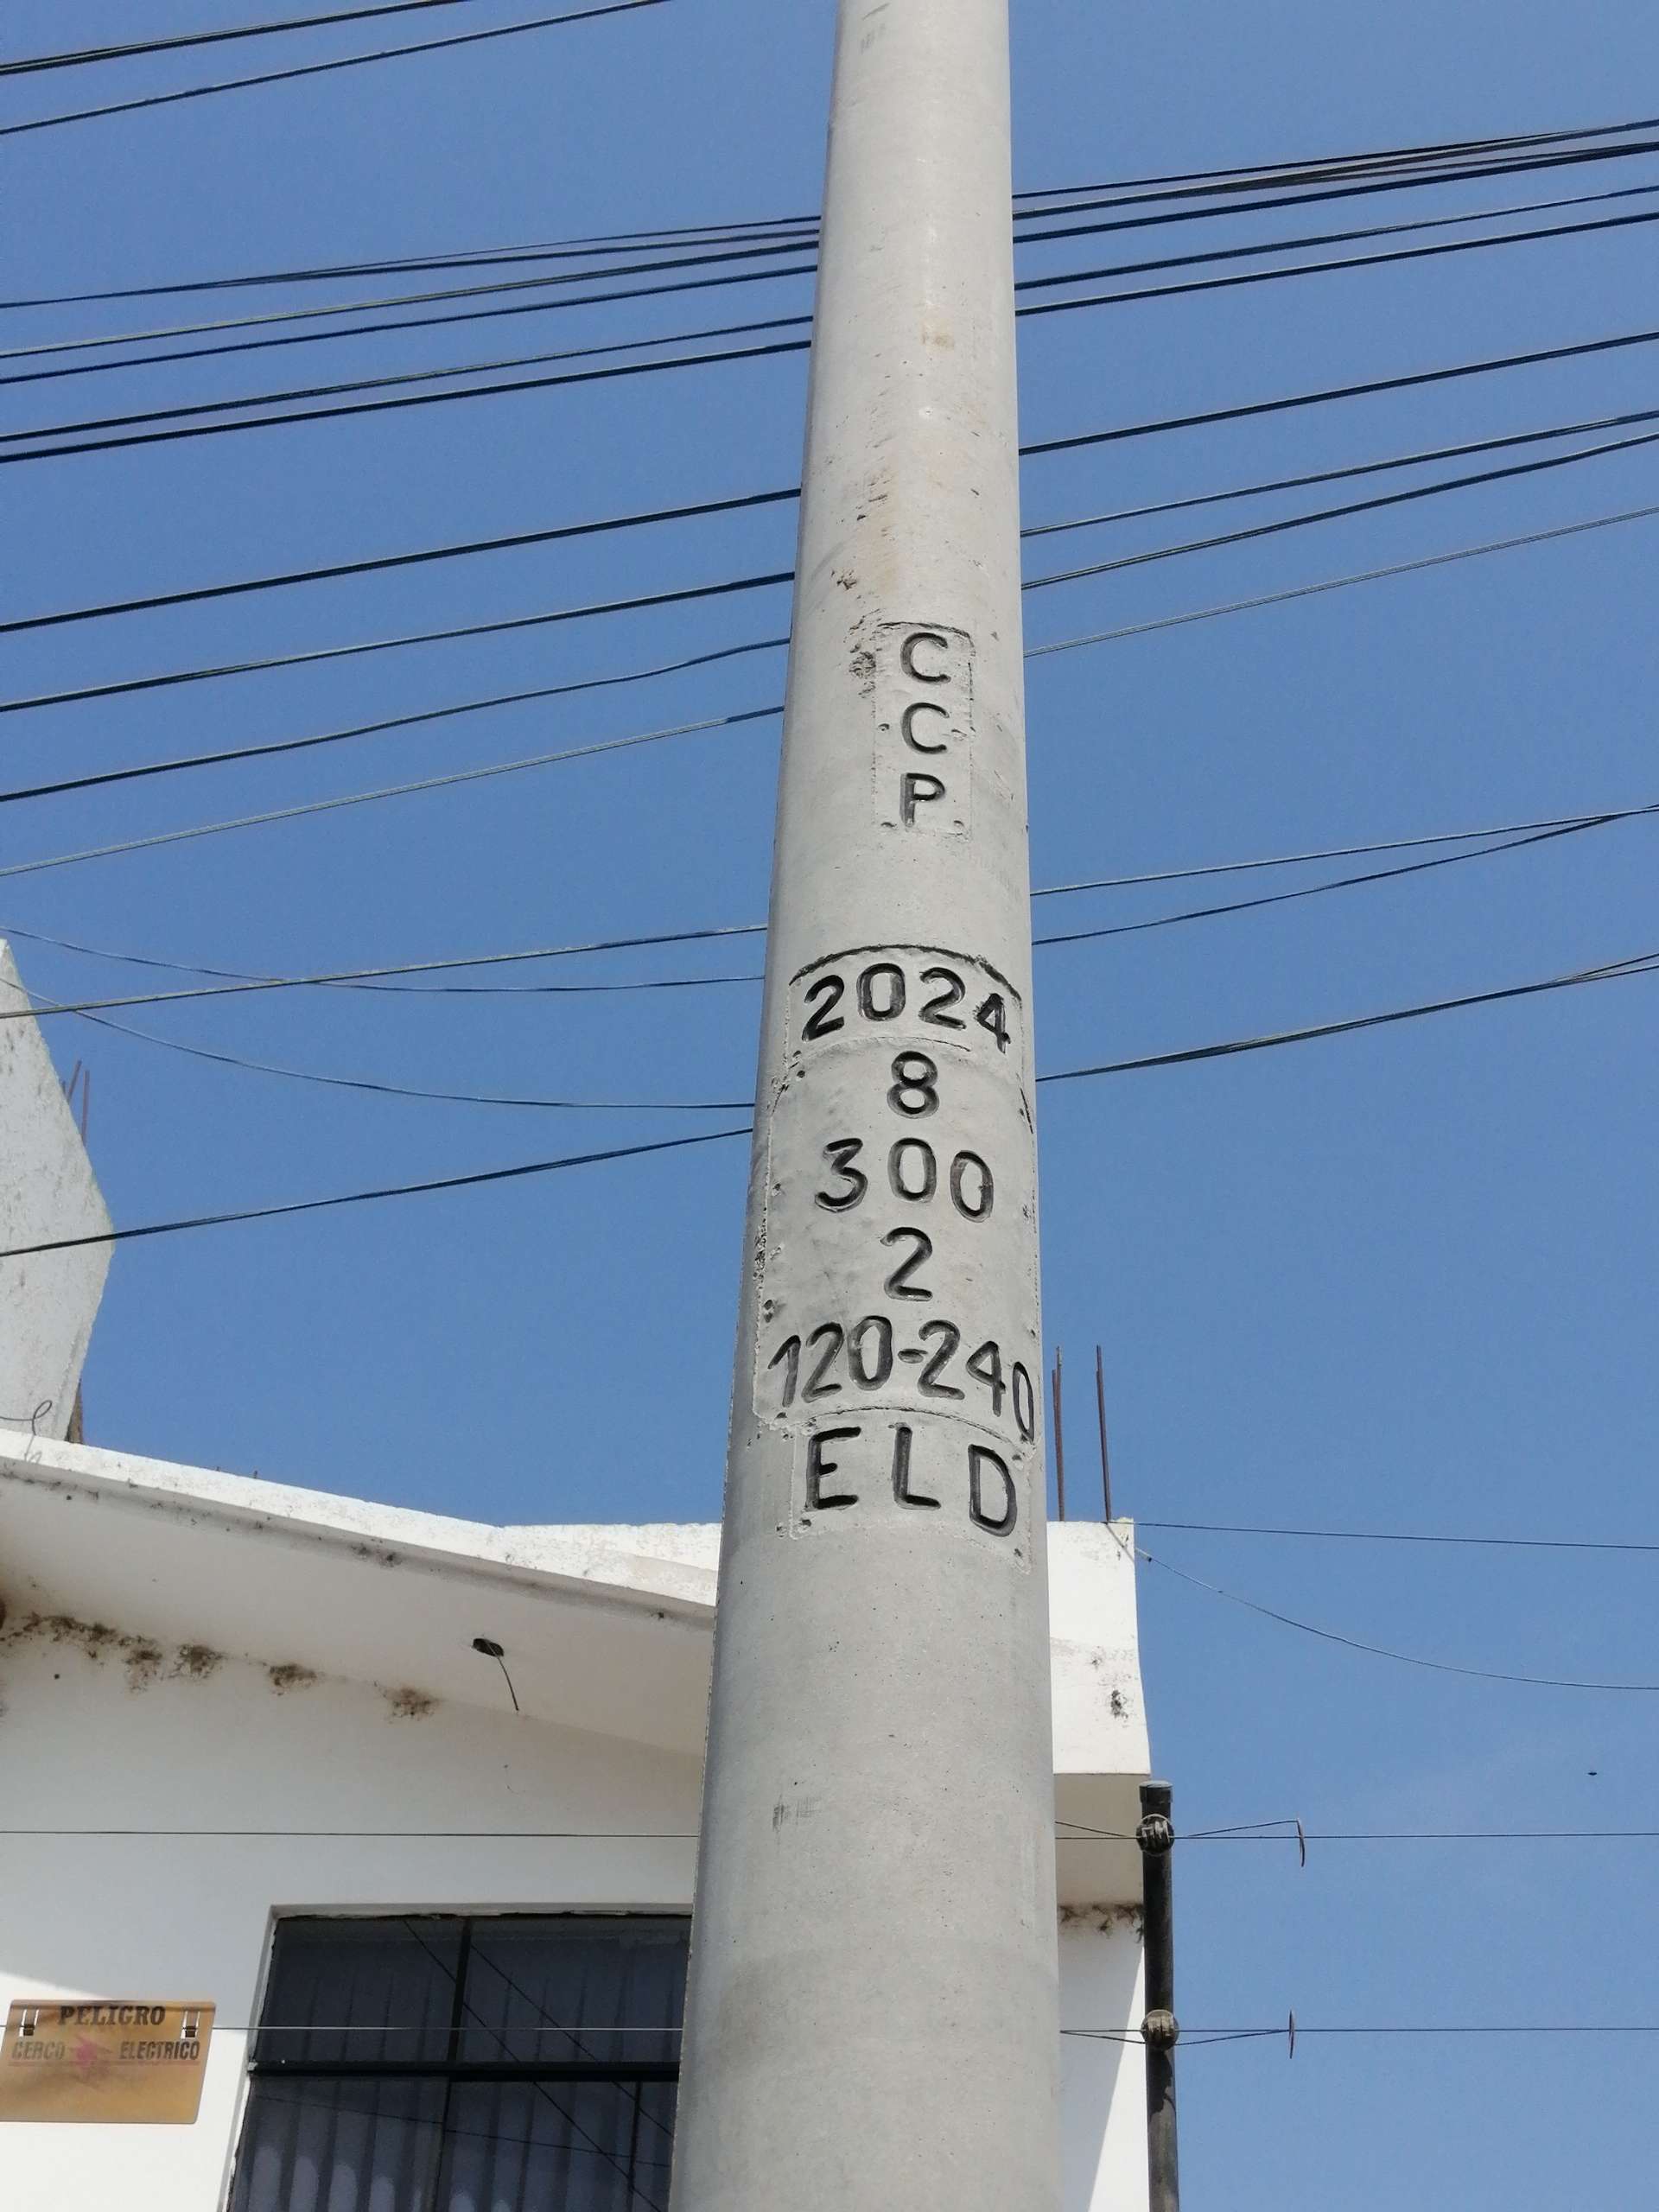 C
C
P
2024
8
300
2
120-240
ELD
PELIGRO
CERCO ELECTRICO